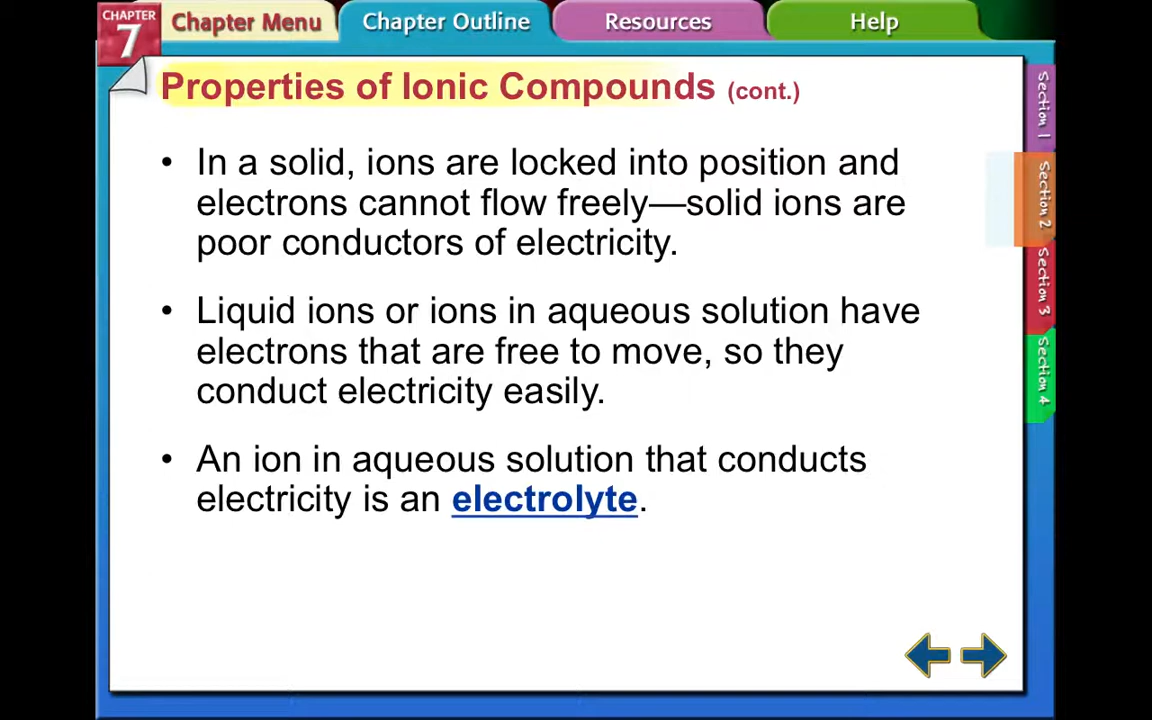 CHAPTER
7
Chapter Menu
Chapter Outline
Resources
Help
Properties of Ionic Compounds (cont.)
• In a solid, ions are locked into position and
electrons cannot flow freely—solid ions are
poor conductors of electricity.
• Liquid ions or ions in aqueous solution have
electrons that are free to move, so they
conduct electricity easily.
• An ion in aqueous solution that conducts
electricity is an electrolyte.
Section 1
Section 2
Section 3
Section 4